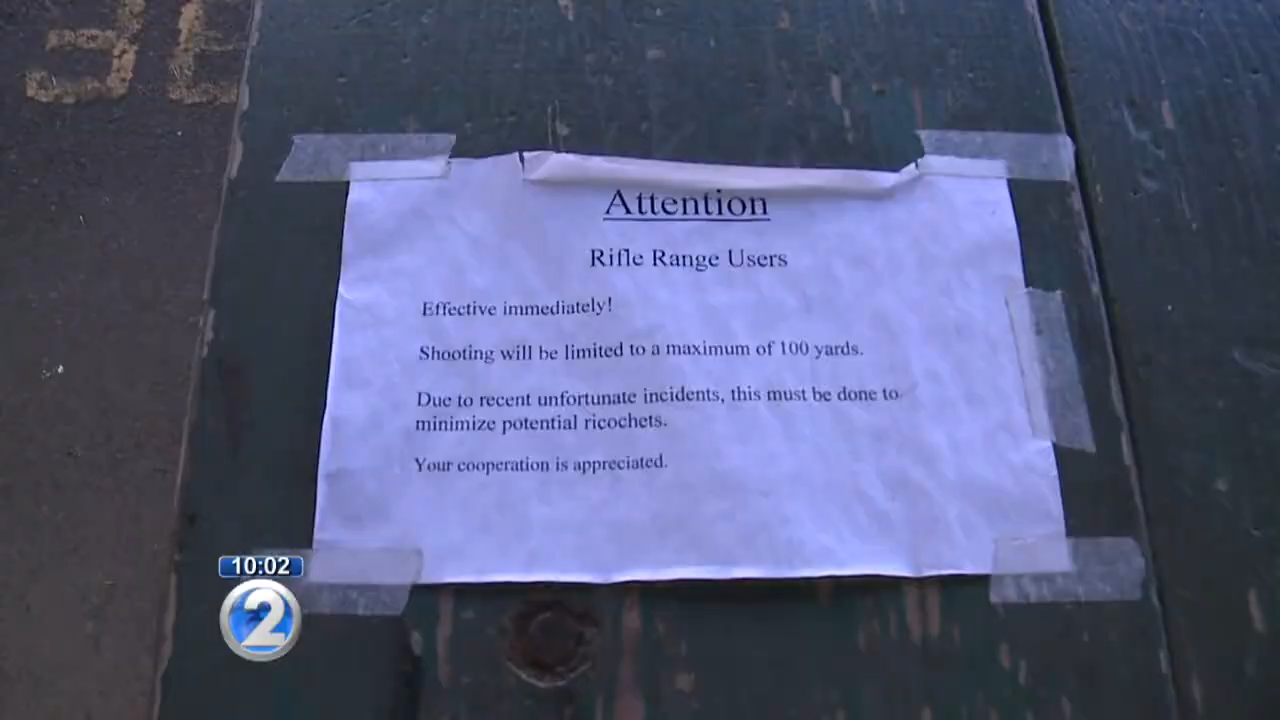 Attention
Rifle Range Users
Effective immediately!
Shooting will be limited to a maximum of 100 yards.
Due to recent unfortunate incidents, this must be done to
minimize potential ricochets.
Your cooperation is appreciated.
10:02
2